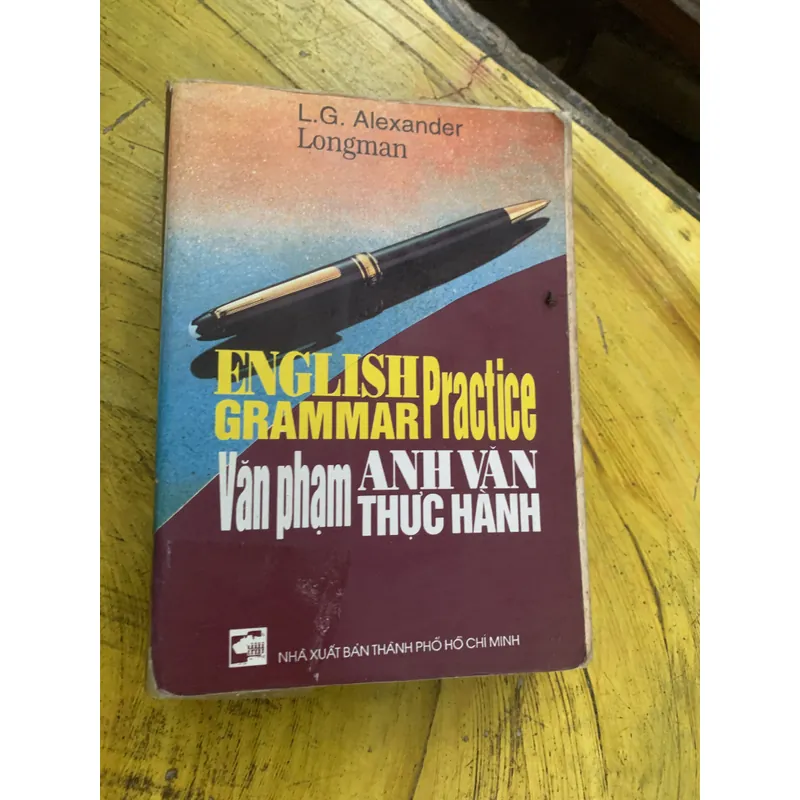 L.G. Alexander
Longman
ENGLISH
GRAMMAR Practice
Văn phạm ANH VĂN
THỰC HÀNH
NHÀ XUẤT BẢN THÀNH PHỐ HỒ CHÍ MINH